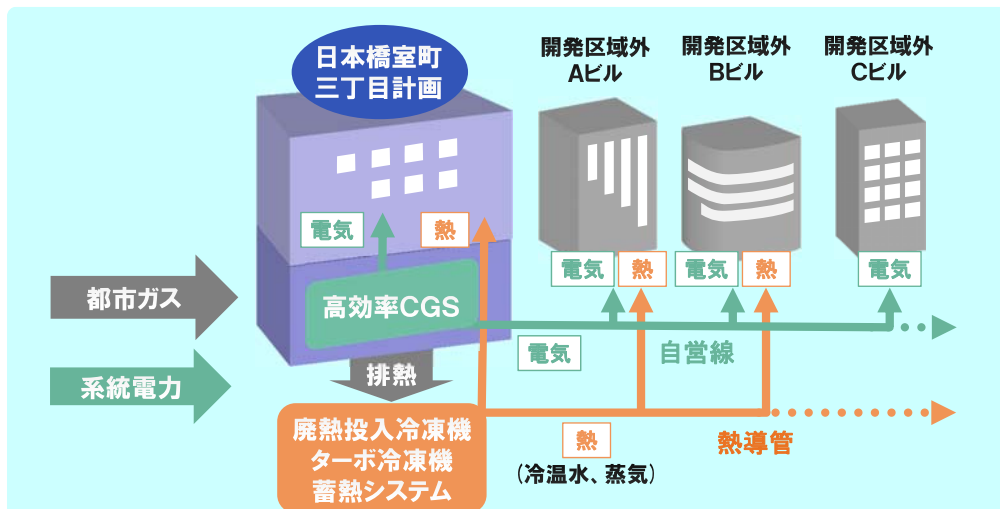 日本橋室町
三丁目計画
開発区域外
Aビル
開発区域外
Bビル
開発区域外
Cビル
電気
熱
電気
熱
電気
熱
電気
都市ガス
高効率CGS
電気
自営線
系統電力
排熱
廃熱投入冷凍機
ターボ冷凍機
蓄熱システム
熱
(冷温水、蒸気)
熱導管